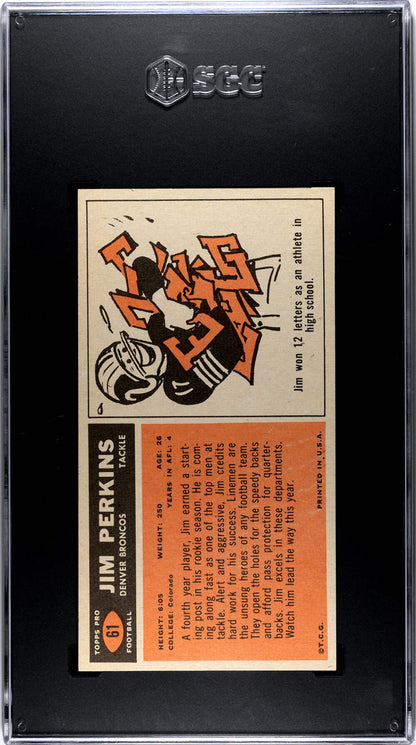 SGC
TOPPS PRO
61
FOOTBALL
JIM PERKINS
DENVER BRONCOS TACKLE
HEIGHT: 6:05 WEIGHT: 250 AGE: 26
COLLEGE: Colorado YEARS IN AFL: 4
A fourth year player, Jim earned a start-
ing post in his rookie season. He is com-
ing along fast as one of the top men at
tackle. Alert and aggressive, Jim credits
hard work for his success. Linemen are
the unsung heroes of any football team.
They open the holes for the speedy backs
and afford pass protection for quarter-
backs. Jim excels in these departments.
Watch him lead the way this year.
©T.C.G. PRINTED IN U.S.A.
Jim won 12 letters as an athlete in
high school.